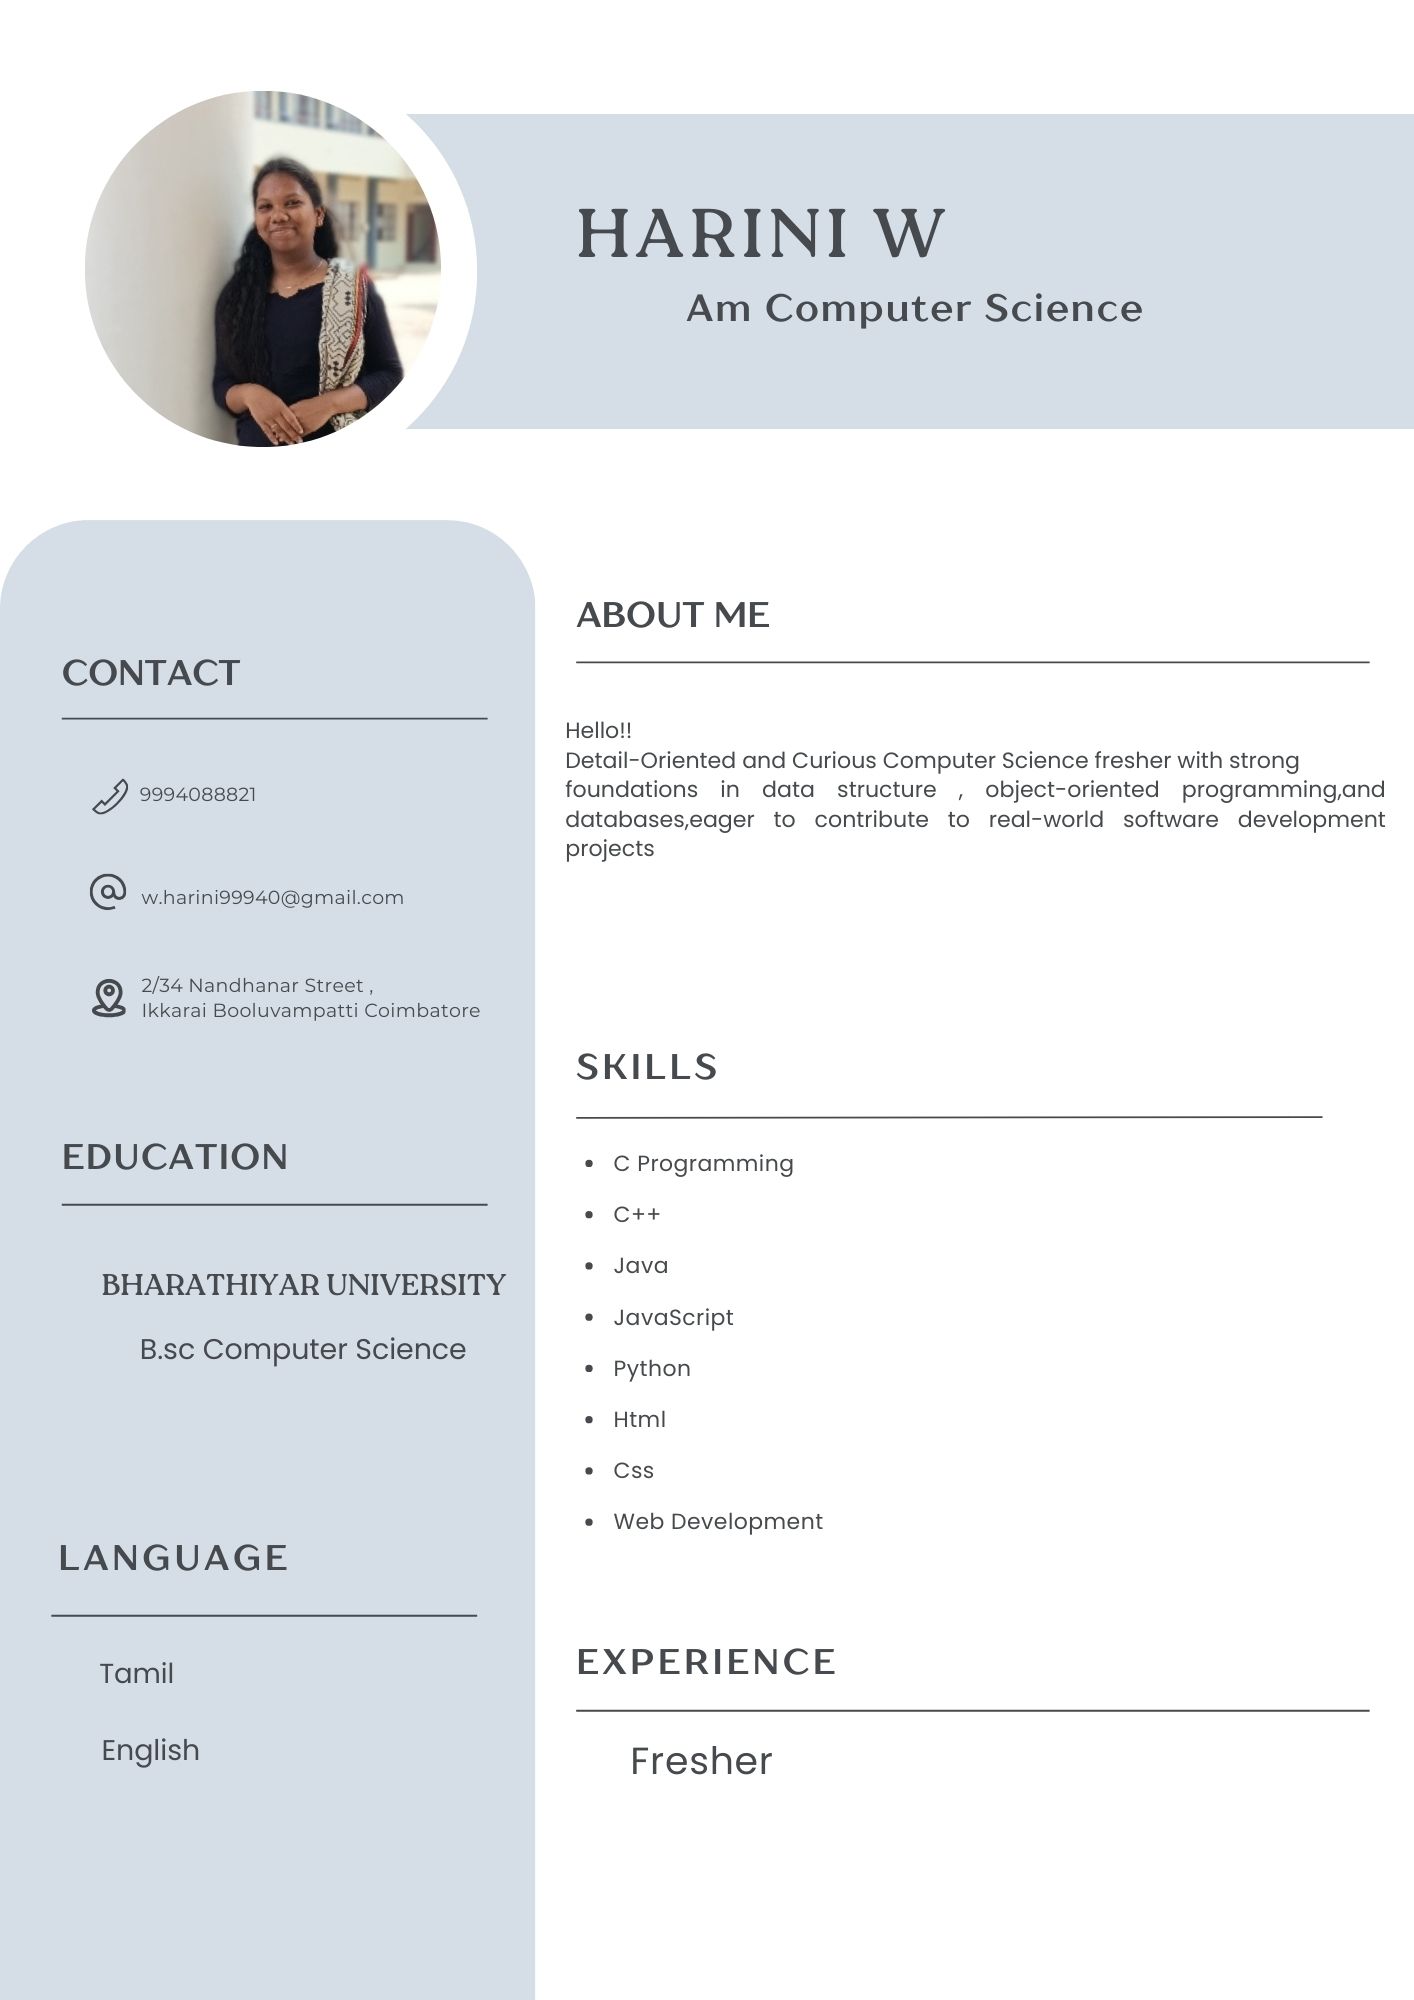 HARINI W
Am Computer Science
CONTACT
9994088821
w.harini99940@gmail.com
2/34 Nandhanar Street ,
Ikkarai Booluvampatti Coimbatore
EDUCATION
BHARATHIYAR UNIVERSITY
B.sc Computer Science
LANGUAGE
Tamil
English
ABOUT ME
Hello!!
Detail-Oriented and Curious Computer Science fresher with strong
foundations in data structure , object-oriented programming,and
databases,eager to contribute to real-world software development
projects
SKILLS
• C Programming
• C++
• Java
• JavaScript
• Python
• Html
• Css
• Web Development
EXPERIENCE
Fresher